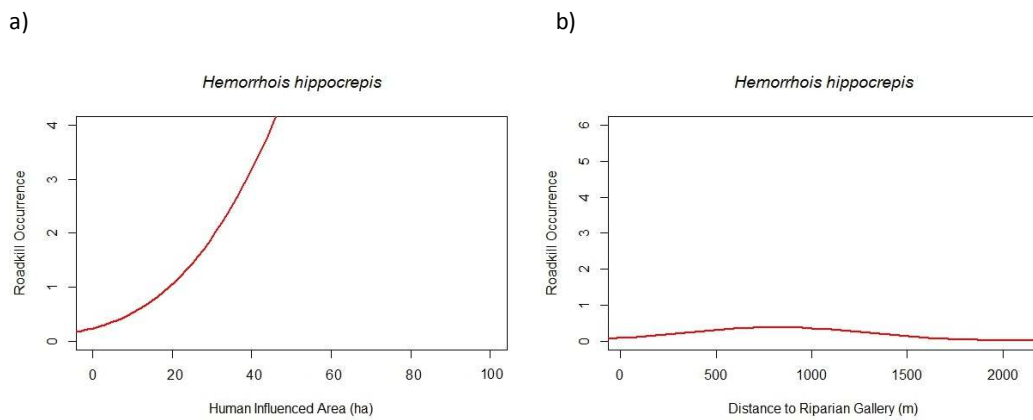 a)
b)
Hemorrhois hippocrepis
4
3
2
1
0
Roadkill Occurrence
0 20 40 60 80 100
Human Influenced Area (ha)
Hemorrhois hippocrepis
6
5
4
3
2
1
0
Roadkill Occurrence
0 500 1000 1500 2000
Distance to Riparian Gallery (m)